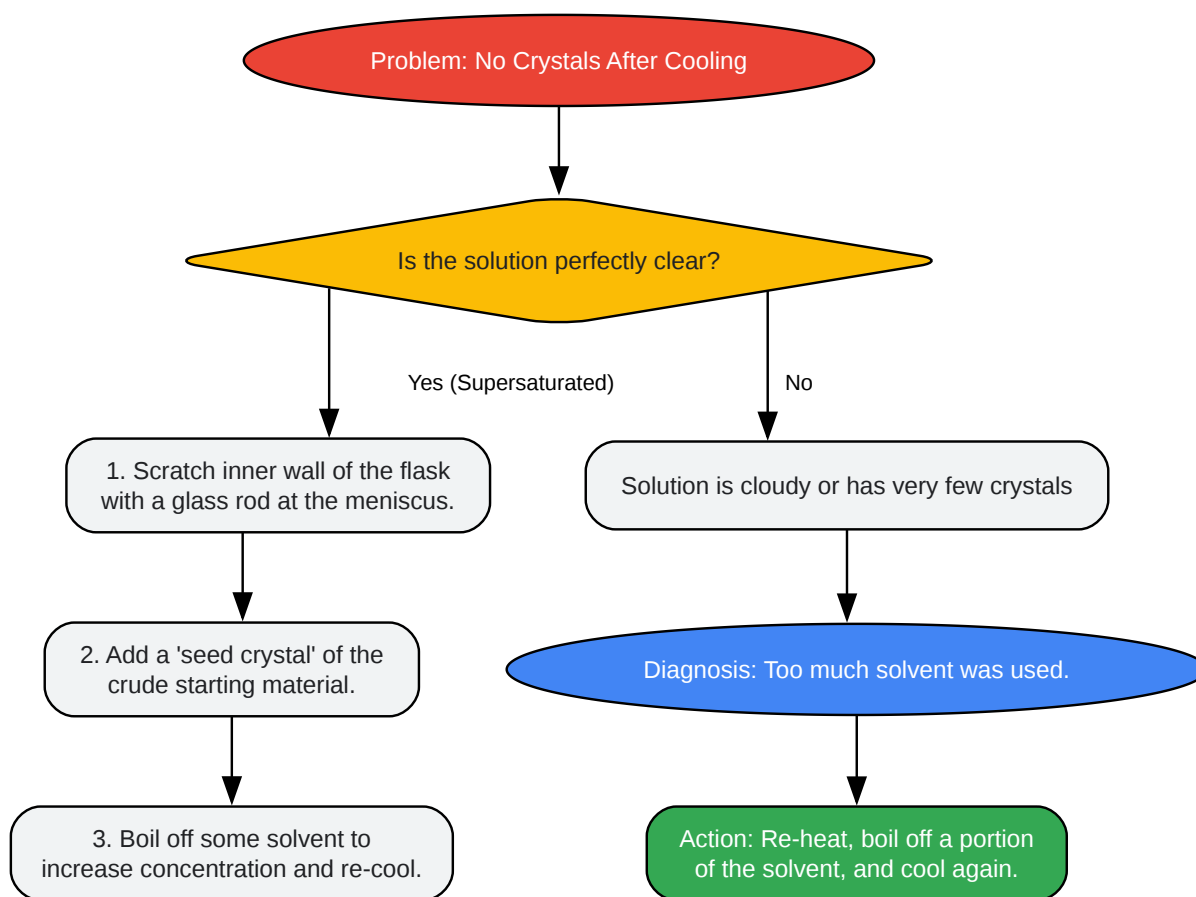 Problem: No Crystals After Cooling
Is the solution perfectly clear?
Yes (Supersaturated)
No
1. Scratch inner wall of the flask
with a glass rod at the meniscus.
Solution is cloudy or has very few crystals
2. Add a 'seed crystal' of the
crude starting material.
Diagnosis: Too much solvent was used.
3. Boil off some solvent to
increase concentration and re-cool.
Action: Re-heat, boil off a portion
of the solvent, and cool again.